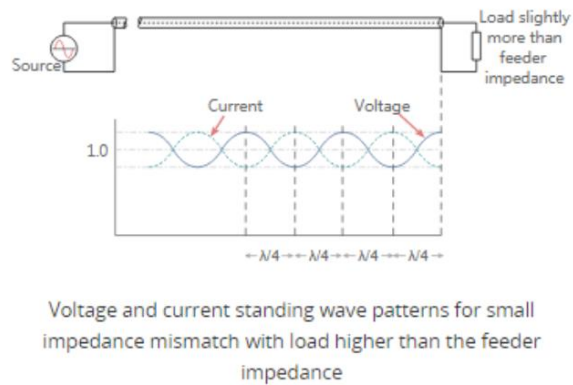 Load slightly
more than
feeder
impedance
Source
Current
Voltage
1.0
λ/4 λ/4 λ/4 λ/4
Voltage and current standing wave patterns for small
impedance mismatch with load higher than the feeder
impedance